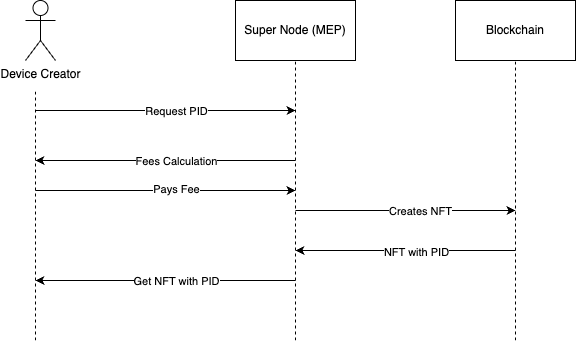 Super Node (MEP)
Blockchain
Device Creator
Request PID
Fees Calculation
Pays Fee
Creates NFT
NFT with PID
Get NFT with PID